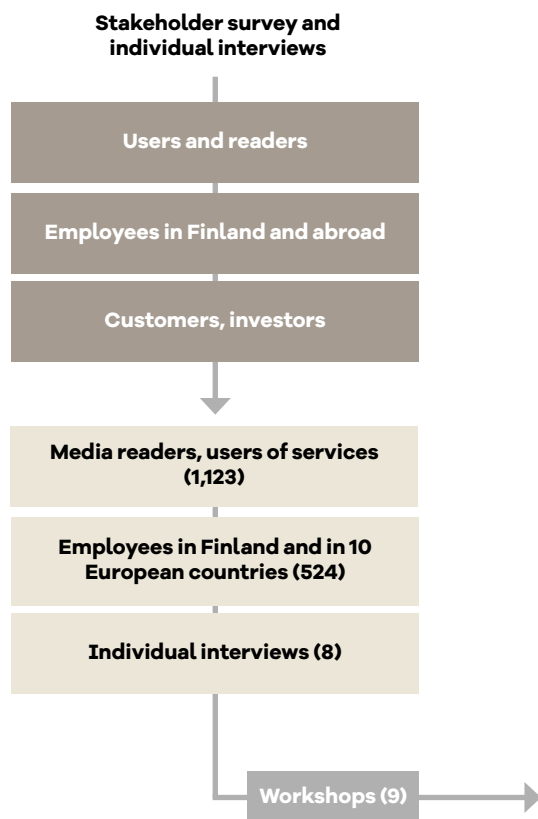 Stakeholder survey and
individual interviews
Users and readers
Employees in Finland and abroad
Customers, investors
Media readers, users of services
(1,123)
Employees in Finland and in 10
European countries (524)
Individual interviews (8)
Workshops (9)